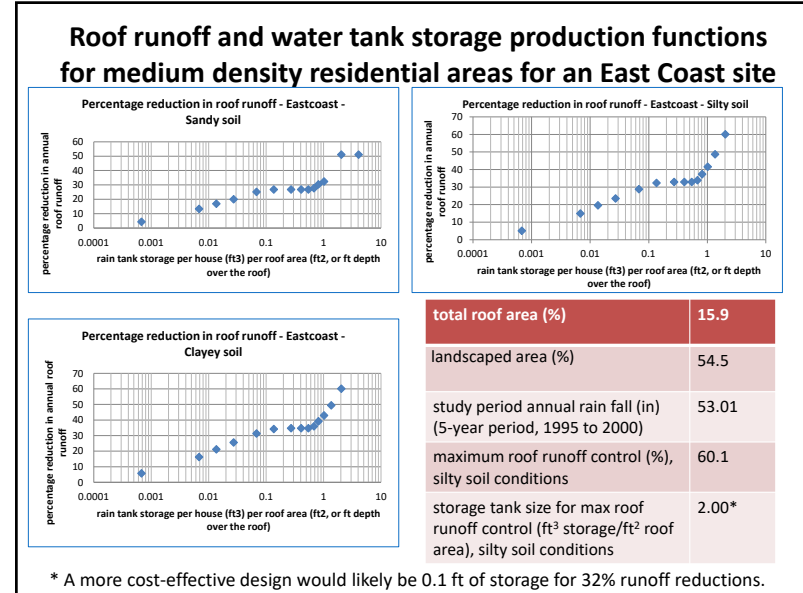 Roof runoff and water tank storage production functions
for medium density residential areas for an East Coast site
Percentage reduction in roof runoff - Eastcoast -
Sandy soil
percentage reduction in annual
roof runoff
60
50
40
30
20
10
0
0.0001 0.001 0.01 0.1 1 10
rain tank storage per house (ft3) per roof area (ft2, or ft depth
over the roof)
Percentage reduction in roof runoff - Eastcoast - Silty soil
percentage reduction in annual
roof runoff
70
60
50
40
30
20
10
0
0.0001 0.001 0.01 0.1 1 10
rain tank storage per house (ft3) per roof area (ft2, or ft depth
over the roof)
Percentage reduction in roof runoff - Eastcoast -
Clayey soil
percentage reduction in annual roof
runoff
70
60
50
40
30
20
10
0
0.0001 0.001 0.01 0.1 1 10
rain tank storage per house (ft3) per roof area (ft2, or ft depth
over the roof)
total roof area (%) 15.9
landscaped area (%) 54.5
study period annual rain fall (in) 53.01
(5-year period, 1995 to 2000)
maximum roof runoff control (%), 60.1
silty soil conditions
storage tank size for max roof 2.00*
runoff control (ft³ storage/ft² roof
area), silty soil conditions
* A more cost-effective design would likely be 0.1 ft of storage for 32% runoff reductions.